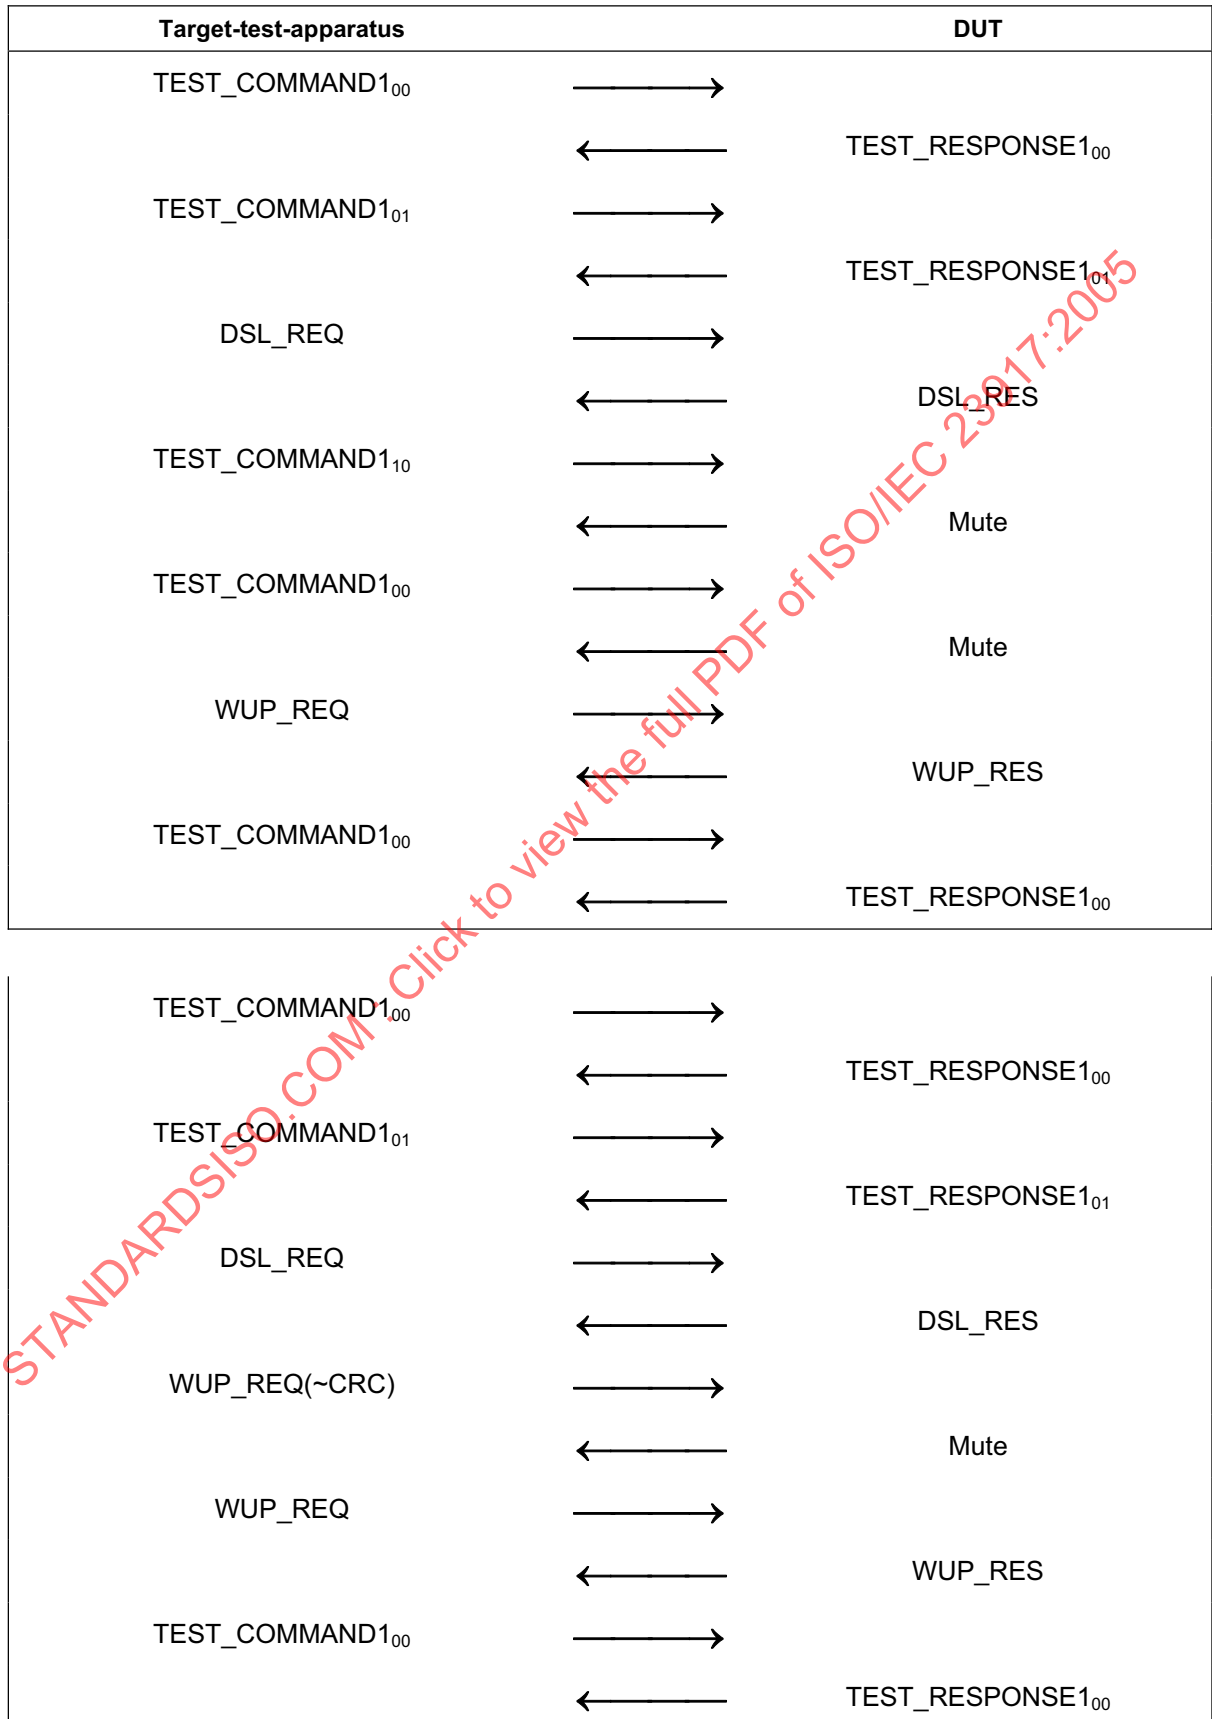 Target-test-apparatus DUT
TEST_COMMAND1₀₀
TEST_RESPONSE1₀₀
TEST_COMMAND1₀₁
TEST_RESPONSE1₀₁
DSL_REQ
DSL_RES
TEST_COMMAND1₁₀
Mute
TEST_COMMAND1₀₀
Mute
WUP_REQ
WUP_RES
TEST_COMMAND1₀₀
TEST_RESPONSE1₀₀
TEST_COMMAND1₀₀
TEST_RESPONSE1₀₀
TEST_COMMAND1₀₁
TEST_RESPONSE1₀₁
DSL_REQ
DSL_RES
WUP_REQ(~CRC)
Mute
WUP_REQ
WUP_RES
TEST_COMMAND1₀₀
TEST_RESPONSE1₀₀
STANDARDSISO.COM : Click to view the full PDF of ISO/IEC 23917:2005